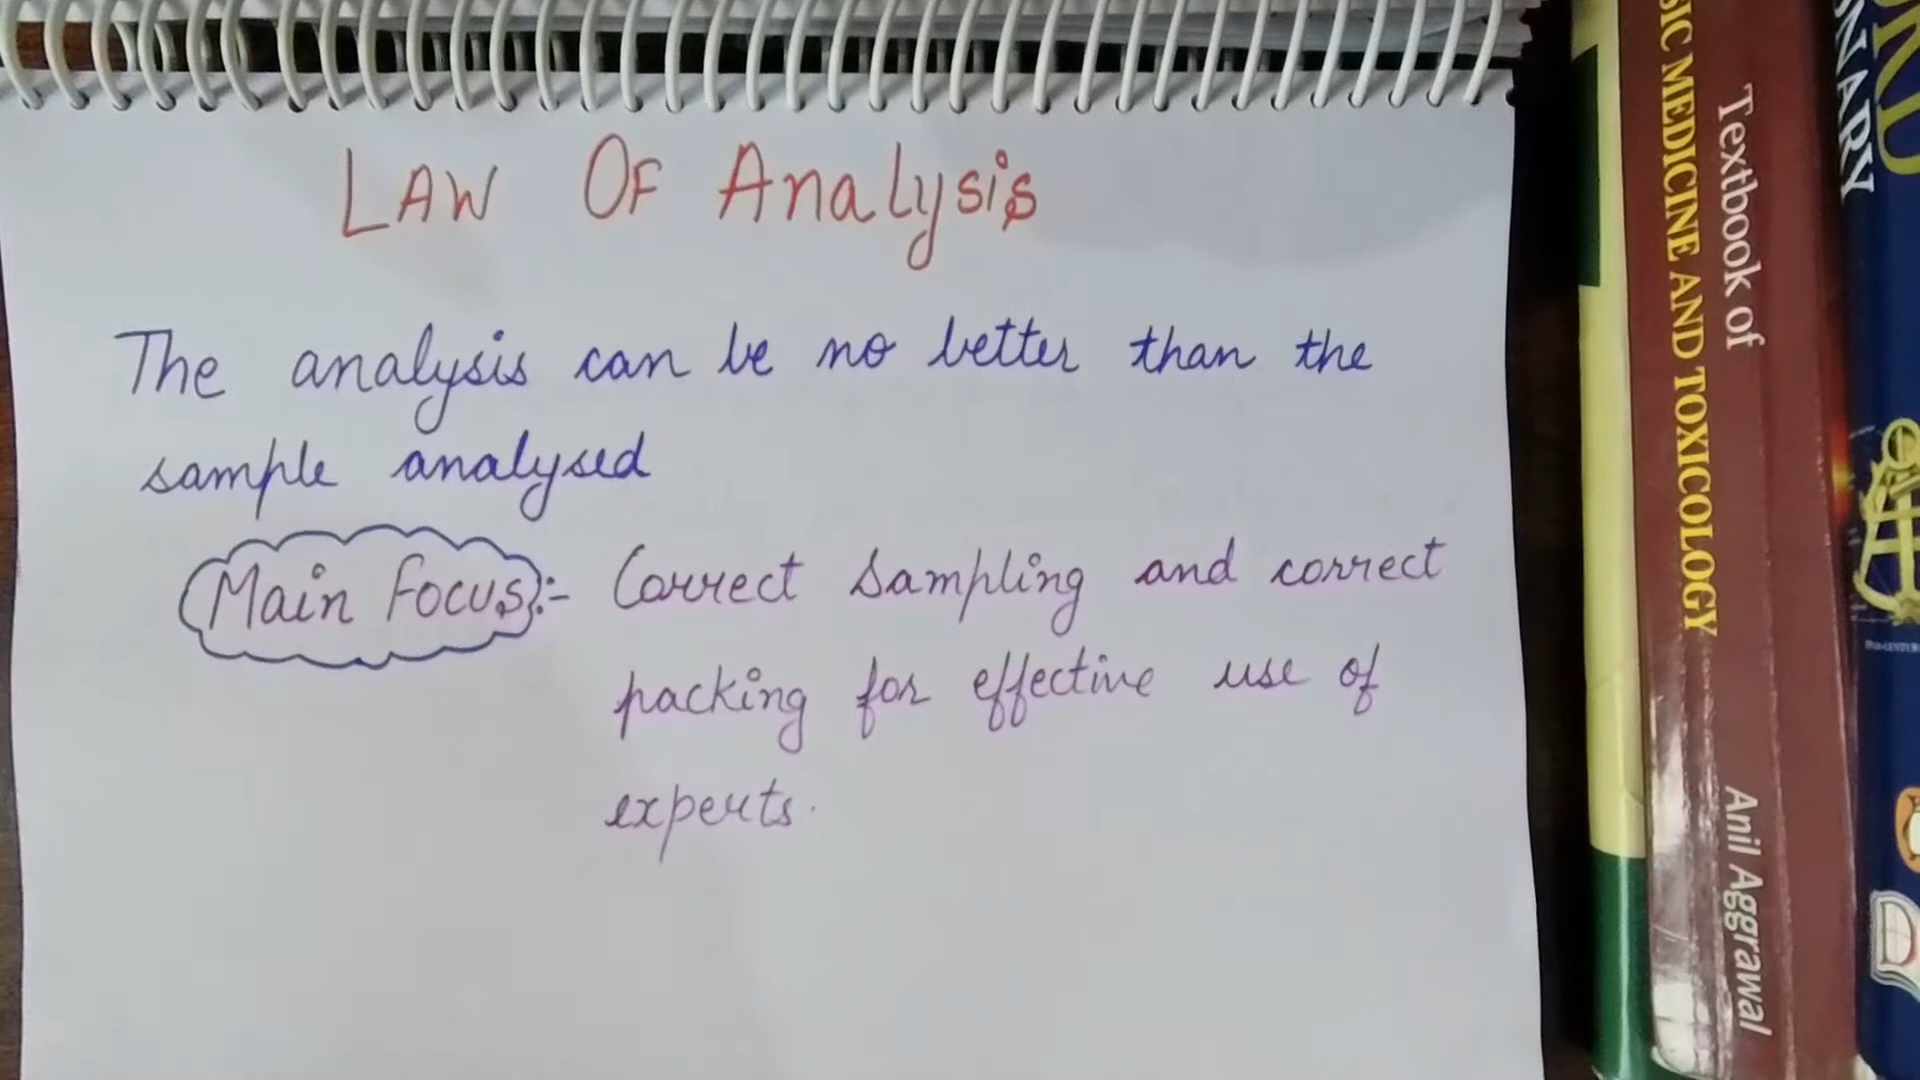 LAW OF Analysis
The analysis can be no better than the
sample analysed
Main Focus:- Correct Sampling and correct
packing for effective use of
experts.
Textbook of
SIC MEDICINE AND TOXICOLOGY
Anil Aggrawal
ONARY